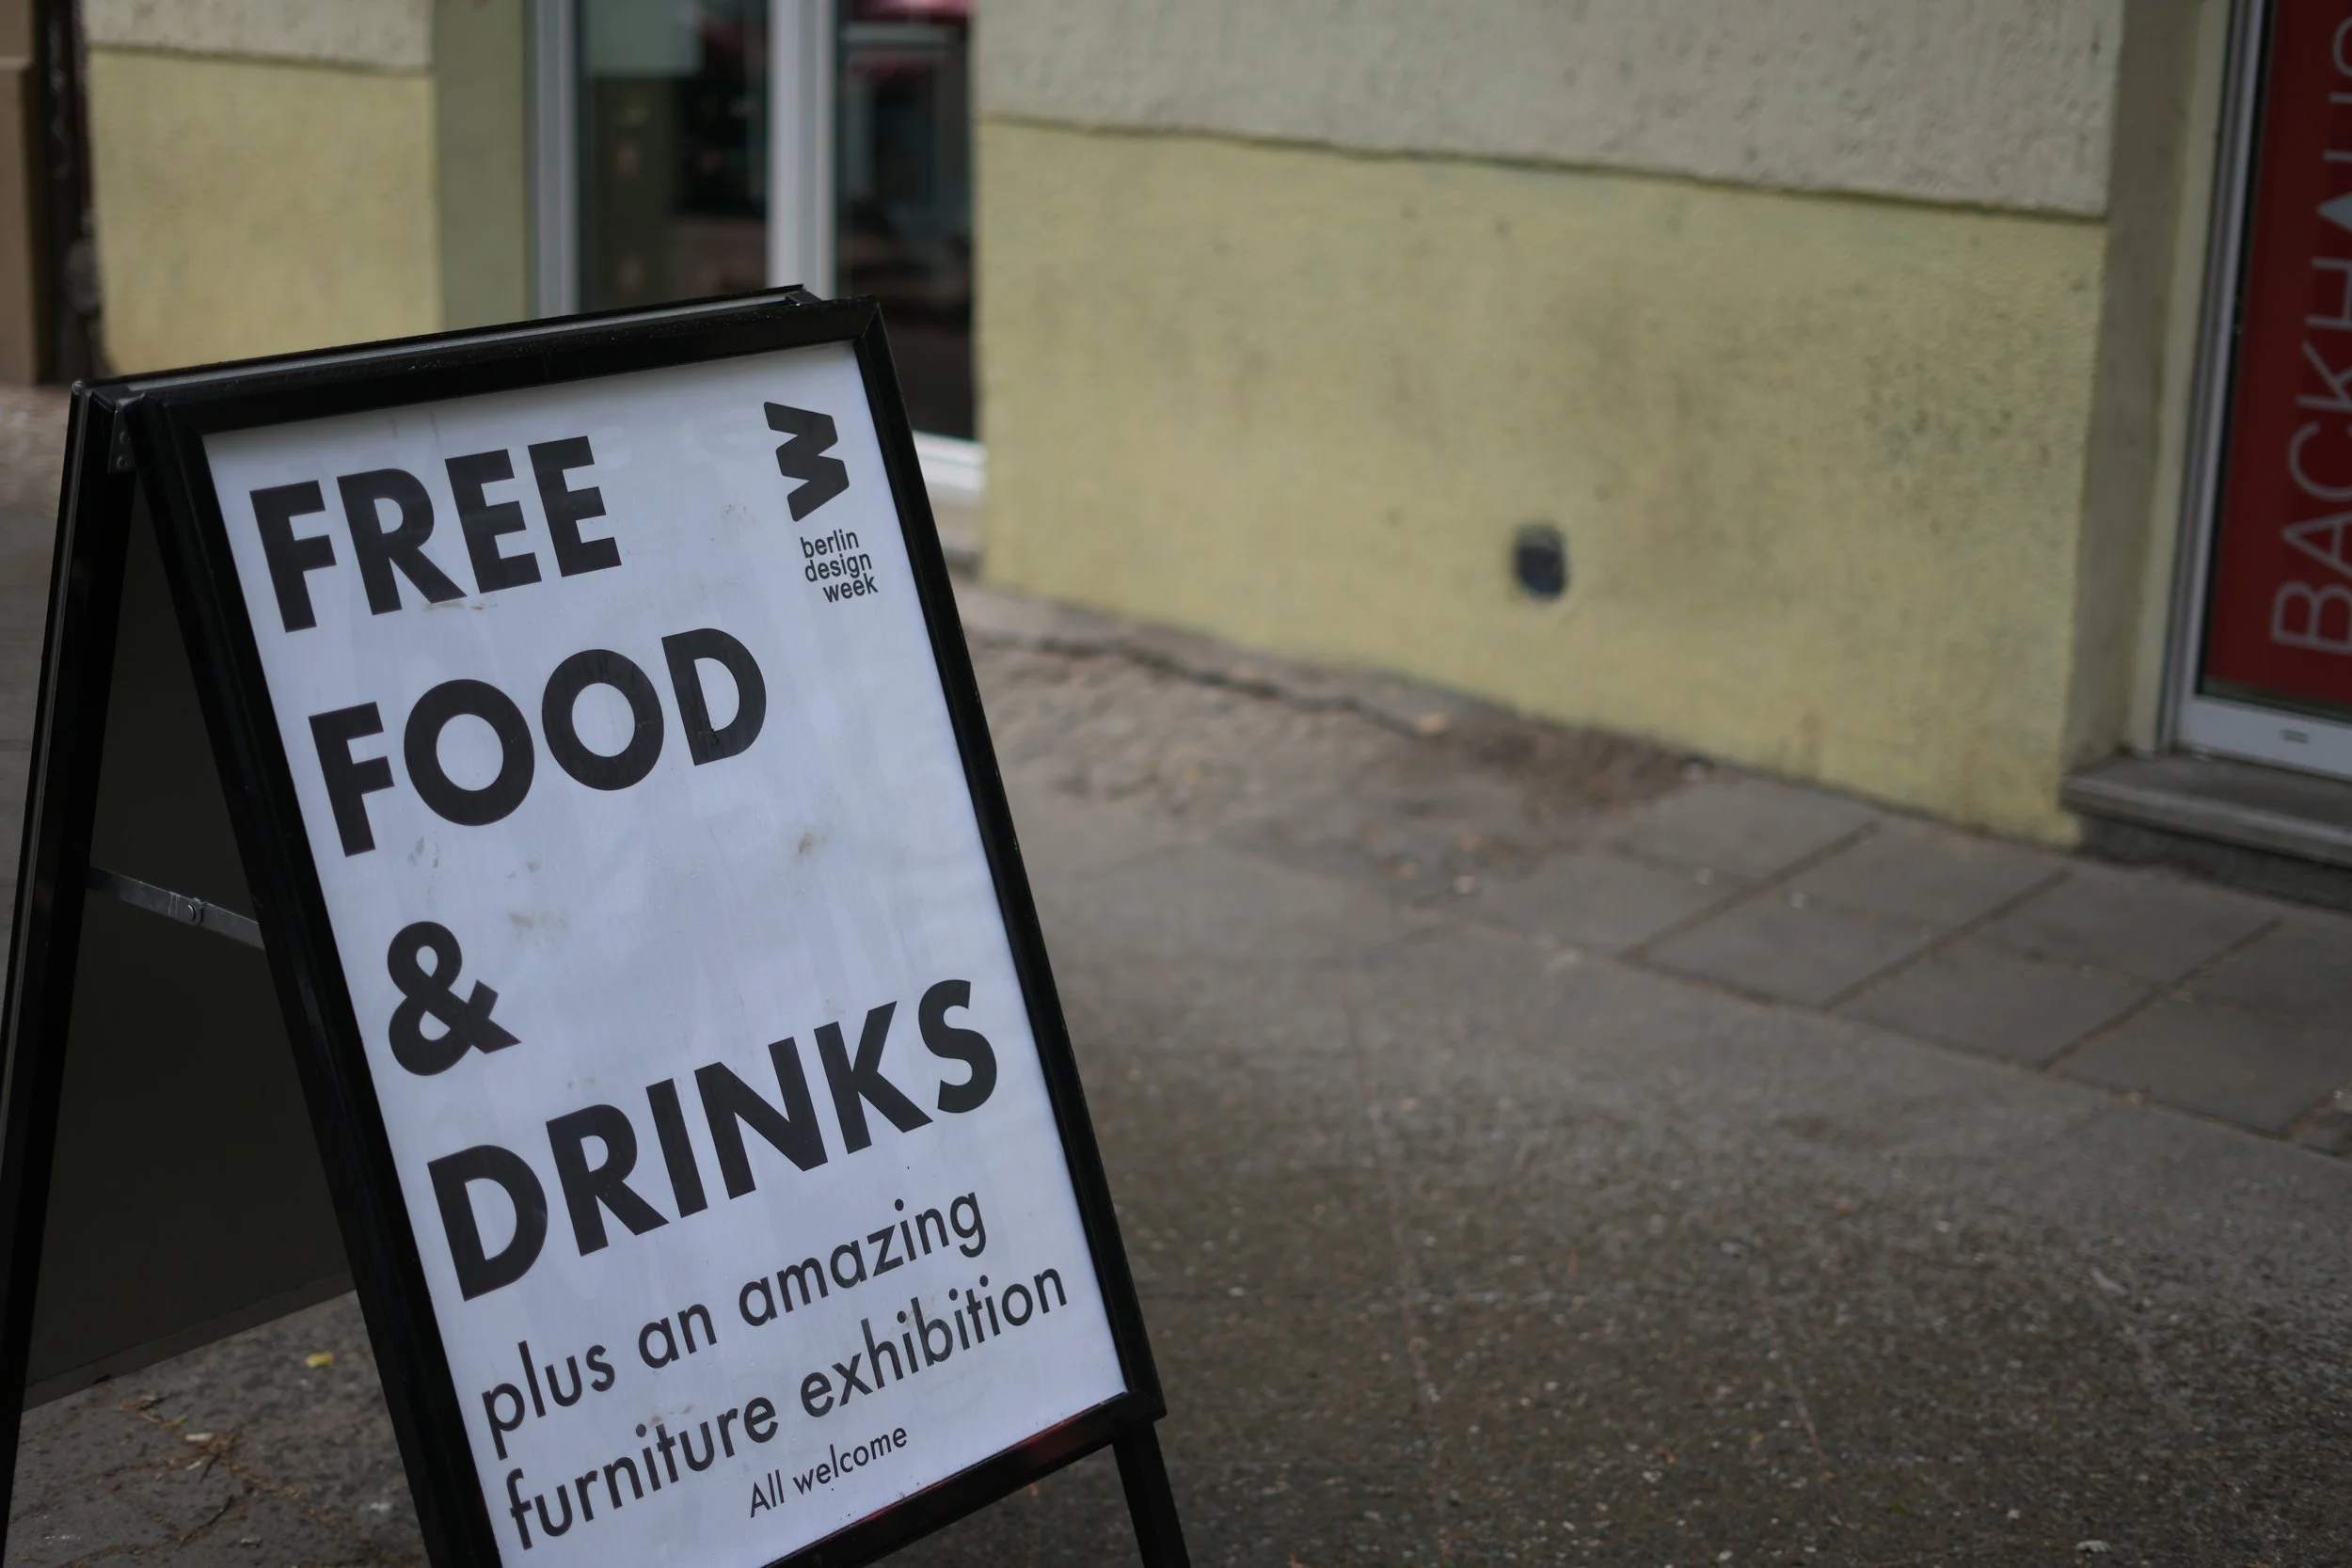 FREE
FOOD
&
DRINKS
plus an amazing
furniture exhibition
All welcome
berlin
design
week